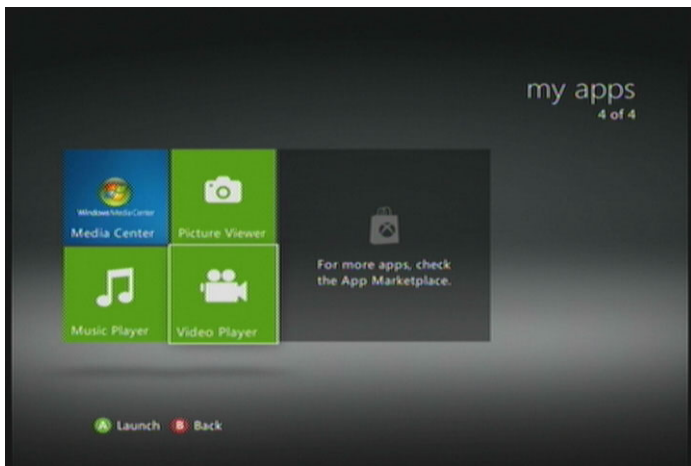 my apps
4 of 4
Windows Media Center
Media Center
Picture Viewer
For more apps, check
the App Marketplace.
Music Player
Video Player
A Launch B Back